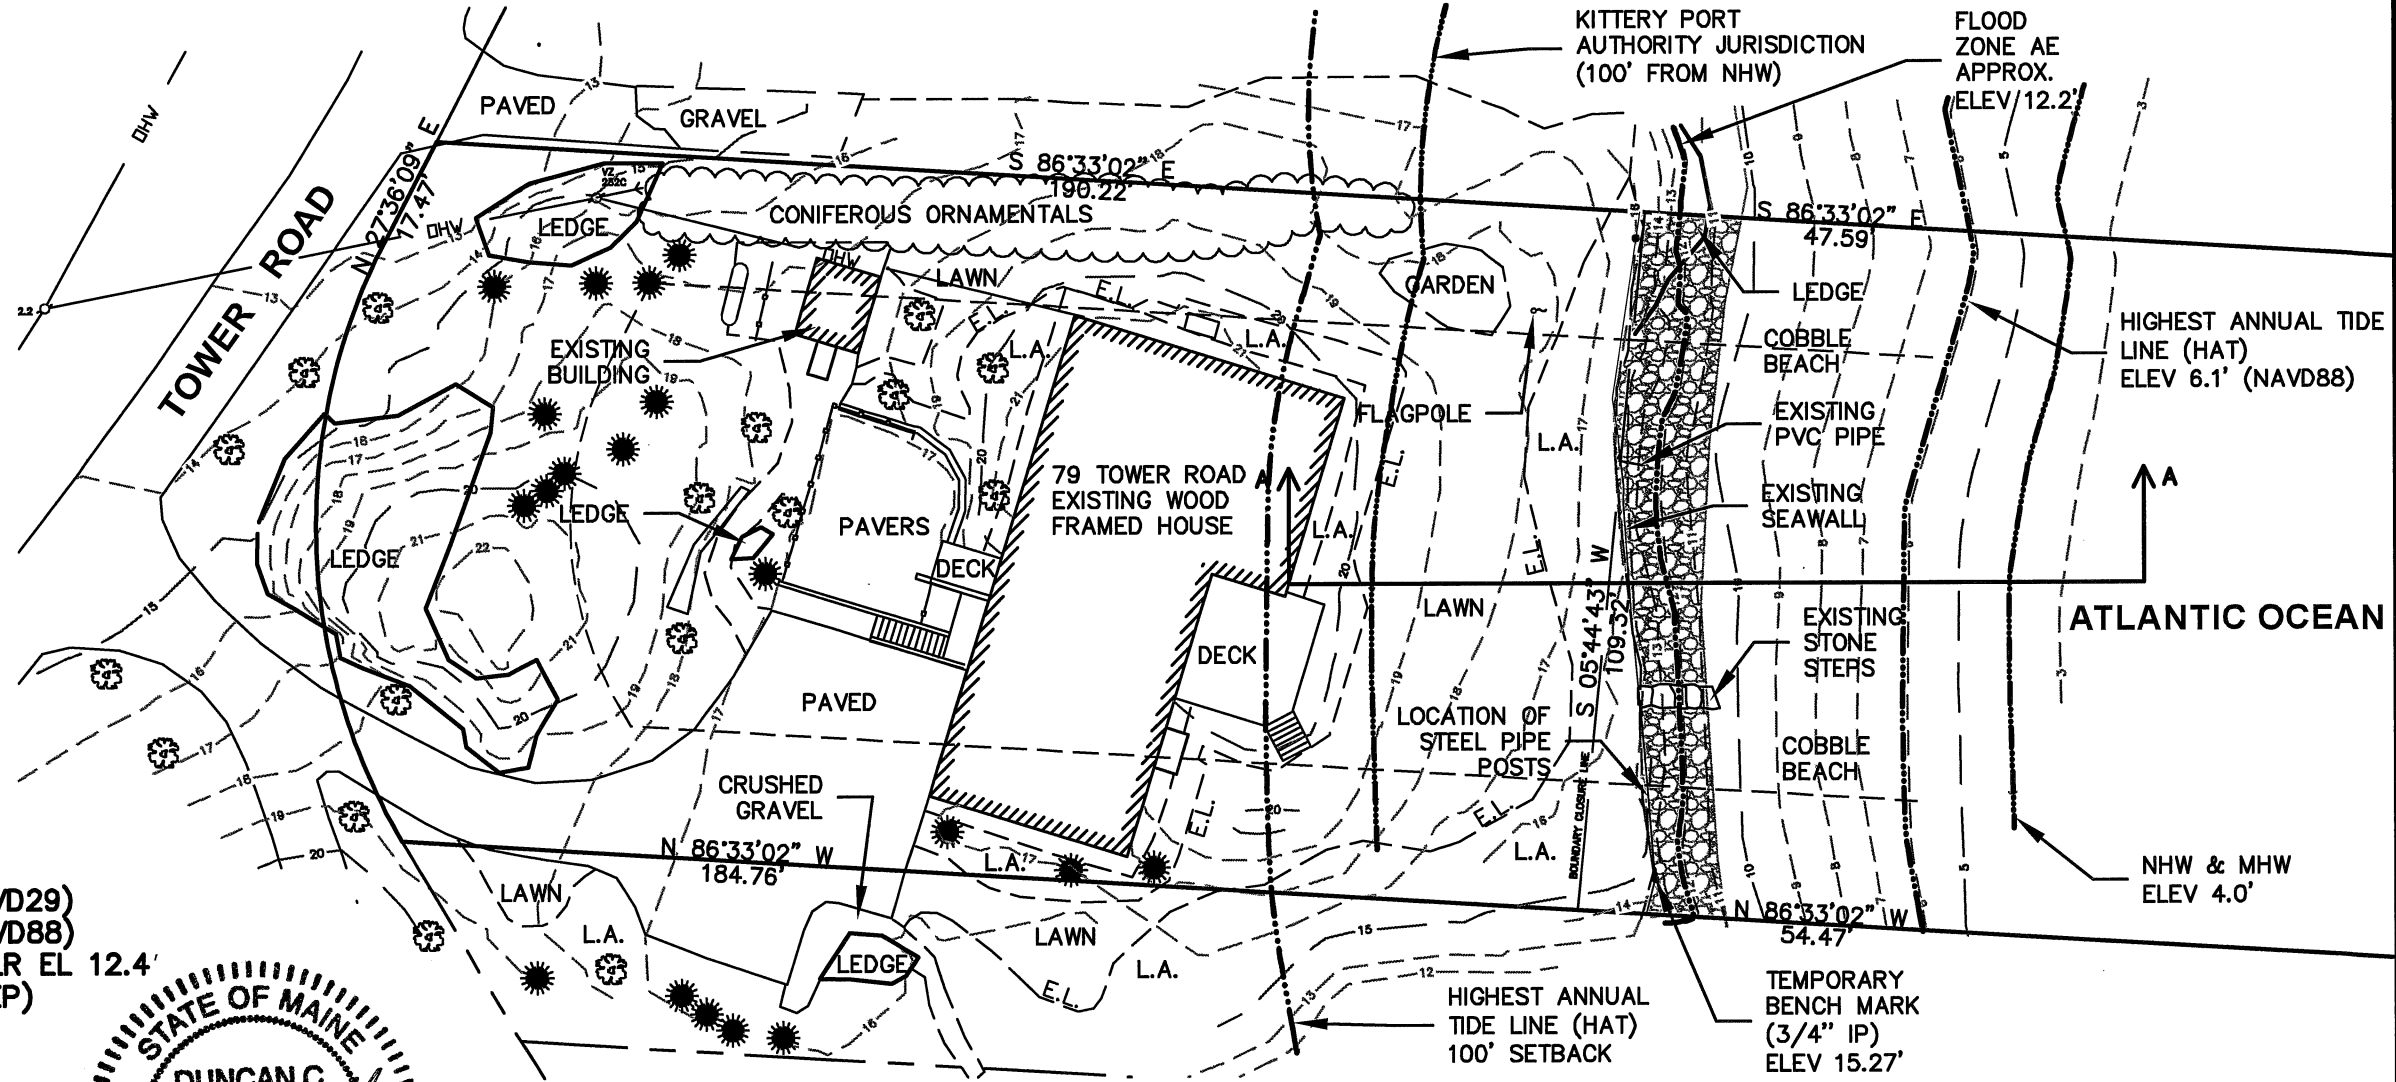 KITTERY PORT
AUTHORITY JURISDICTION
(100' FROM NHW)
FLOOD
ZONE AE
APPROX.
ELEV 12.2'
PAVED
GRAVEL
OHW
N 27°36'09" E
17.47'
S 86°33'02" E
190.22'
S 86°33'02" E
47.59'
TOWER ROAD
OHW
LEDGE
CONIFEROUS ORNAMENTALS
OHW
LAWN
E.L.
E.L.
GARDEN
LEDGE
L.A.
L.A.
EXISTING
BUILDING
COBBLE
BEACH
HIGHEST ANNUAL TIDE
LINE (HAT)
ELEV 6.1' (NAVD88)
FLAGPOLE
L.A.
EXISTING
PVC PIPE
79 TOWER ROAD
EXISTING WOOD
FRAMED HOUSE
A
E.L.
A
EXISTING
SEAWALL
LEDGE
PAVERS
L.A.
LEDGE
DECK
E.L.
LAWN
S 05°44'43" W
109.32'
ATLANTIC OCEAN
EXISTING
STONE
STEPS
DECK
PAVED
LOCATION OF
STEEL PIPE
POSTS
COBBLE
BEACH
BOUNDARY CLOSURE LINE
CRUSHED
GRAVEL
E.L.
E.L.
L.A.
N 86°33'02" W
184.76'
L.A.
NHW & MHW
ELEV 4.0'
LAWN
N 86°33'02" W
54.47'
L.A.
LAWN
L.A.
LEDGE
E.L.
VD29)
VD88)
LR EL 12.4'
P)
HIGHEST ANNUAL
TIDE LINE (HAT)
100' SETBACK
TEMPORARY
BENCH MARK
(3/4" IP)
ELEV 15.27'
STATE OF MAINE
DUNCAN C.